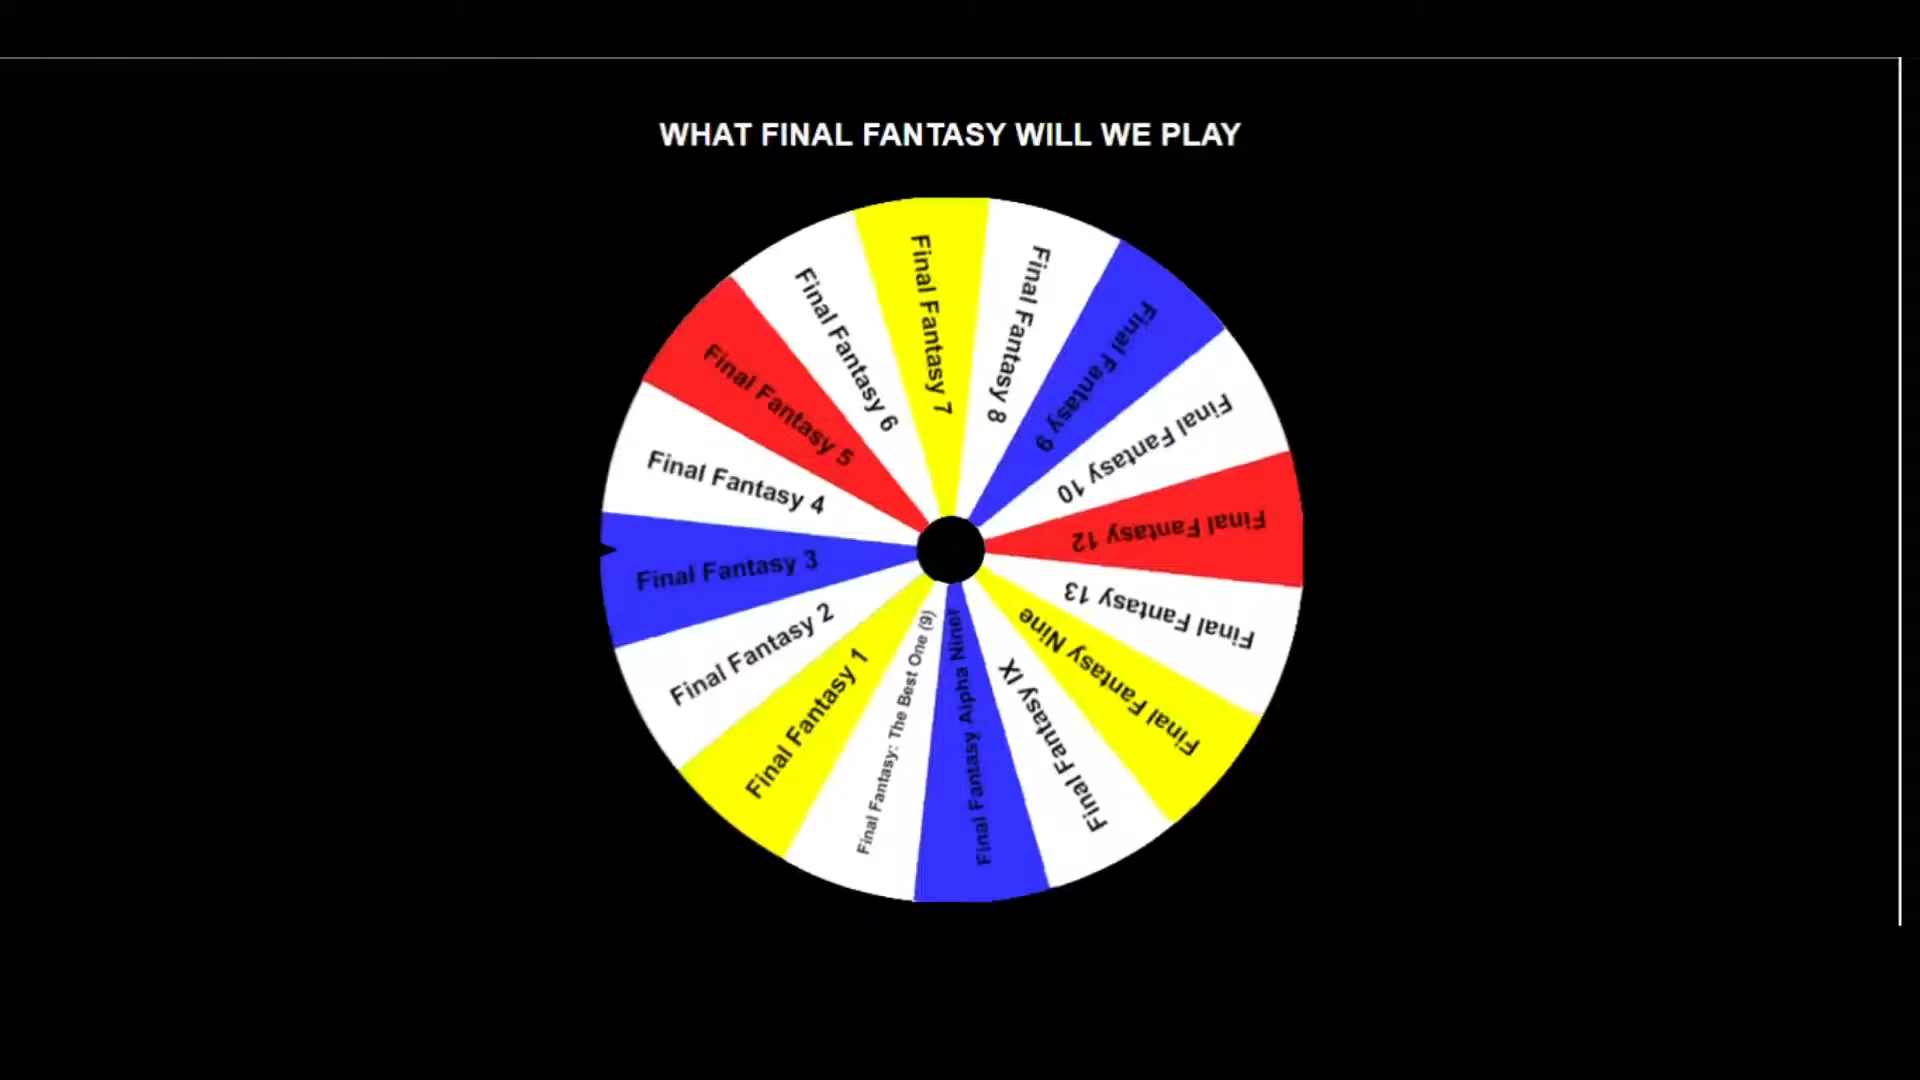 WHAT FINAL FANTASY WILL WE PLAY
Final Fantasy 1
Final Fantasy 2
Final Fantasy 3
Final Fantasy 4
Final Fantasy 5
Final Fantasy 6
Final Fantasy 7
Final Fantasy 8
Final Fantasy 9
Final Fantasy 10
Final Fantasy 12
Final Fantasy 13
Final Fantasy Nine
Final Fantasy IX
Final Fantasy Alpha Niner
Final Fantasy: The Best One (9)